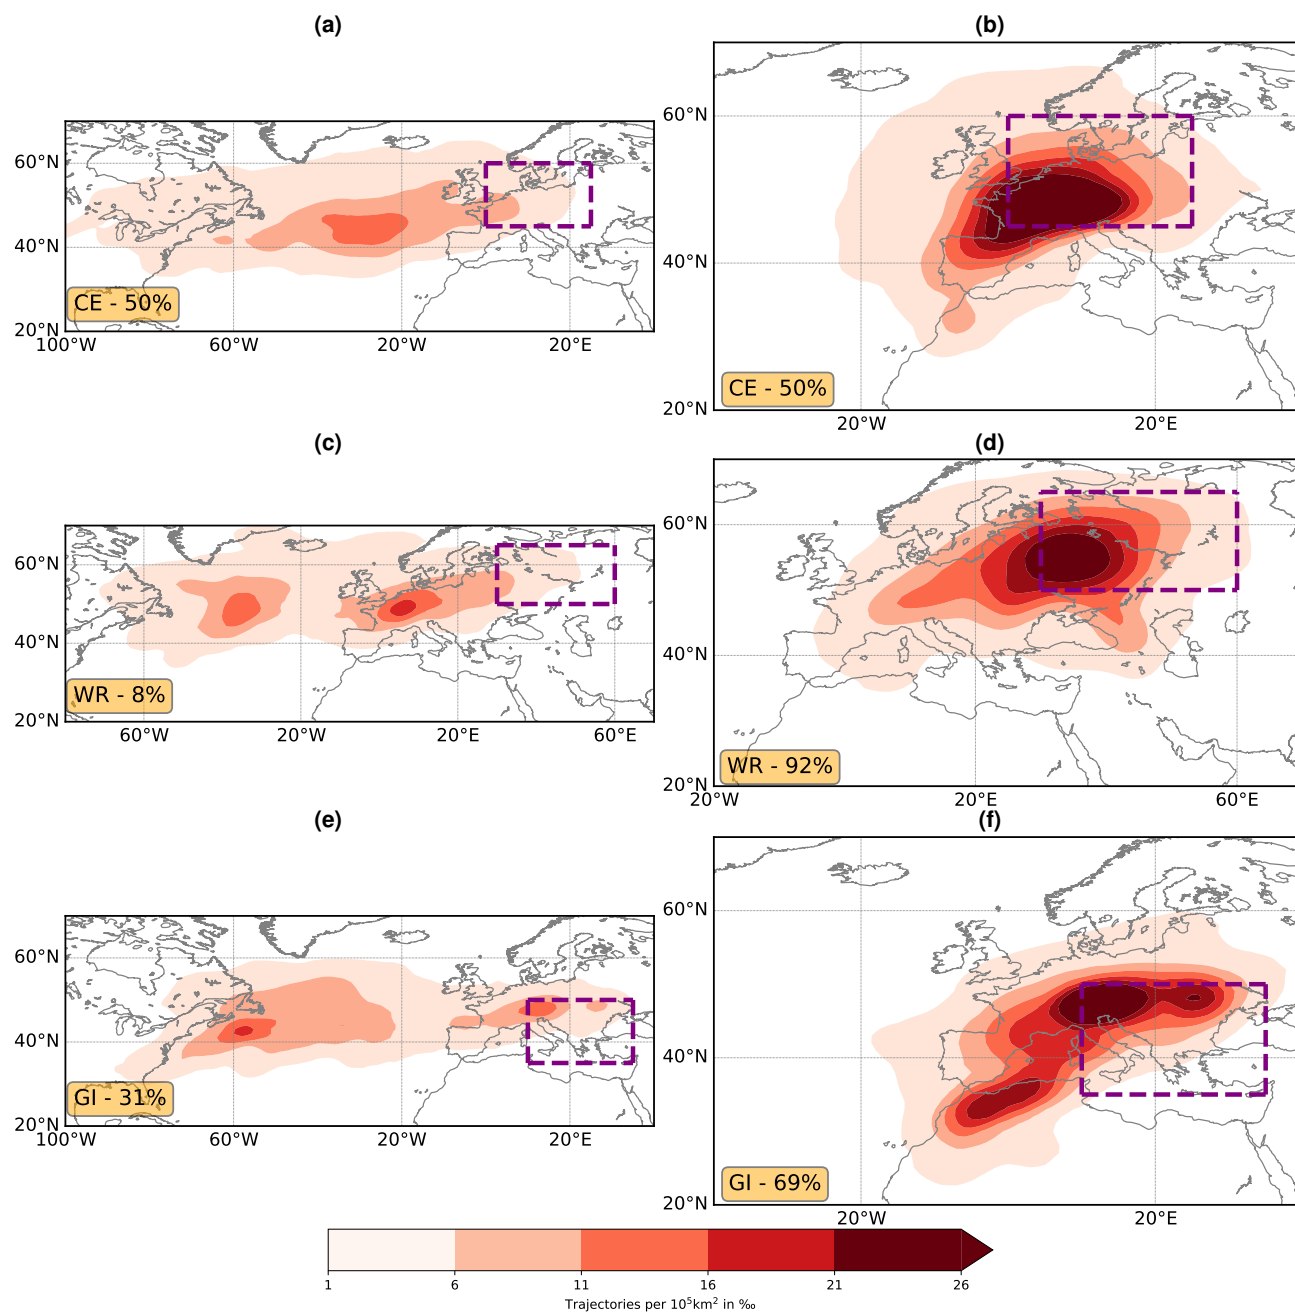 (a)
(b)
60°N
40°N
20°N
100°W
60°W
20°W
20°E
CE - 50%
60°N
40°N
20°N
20°W
20°E
CE - 50%
(c)
(d)
60°N
40°N
20°N
60°W
20°W
20°E
60°E
WR - 8%
60°N
40°N
20°N
20°W
20°E
60°E
WR - 92%
(e)
(f)
60°N
40°N
20°N
100°W
60°W
20°W
20°E
GI - 31%
60°N
40°N
20°N
20°W
20°E
GI - 69%
1 6 11 16 21 26
Trajectories per 10⁵km² in ‰